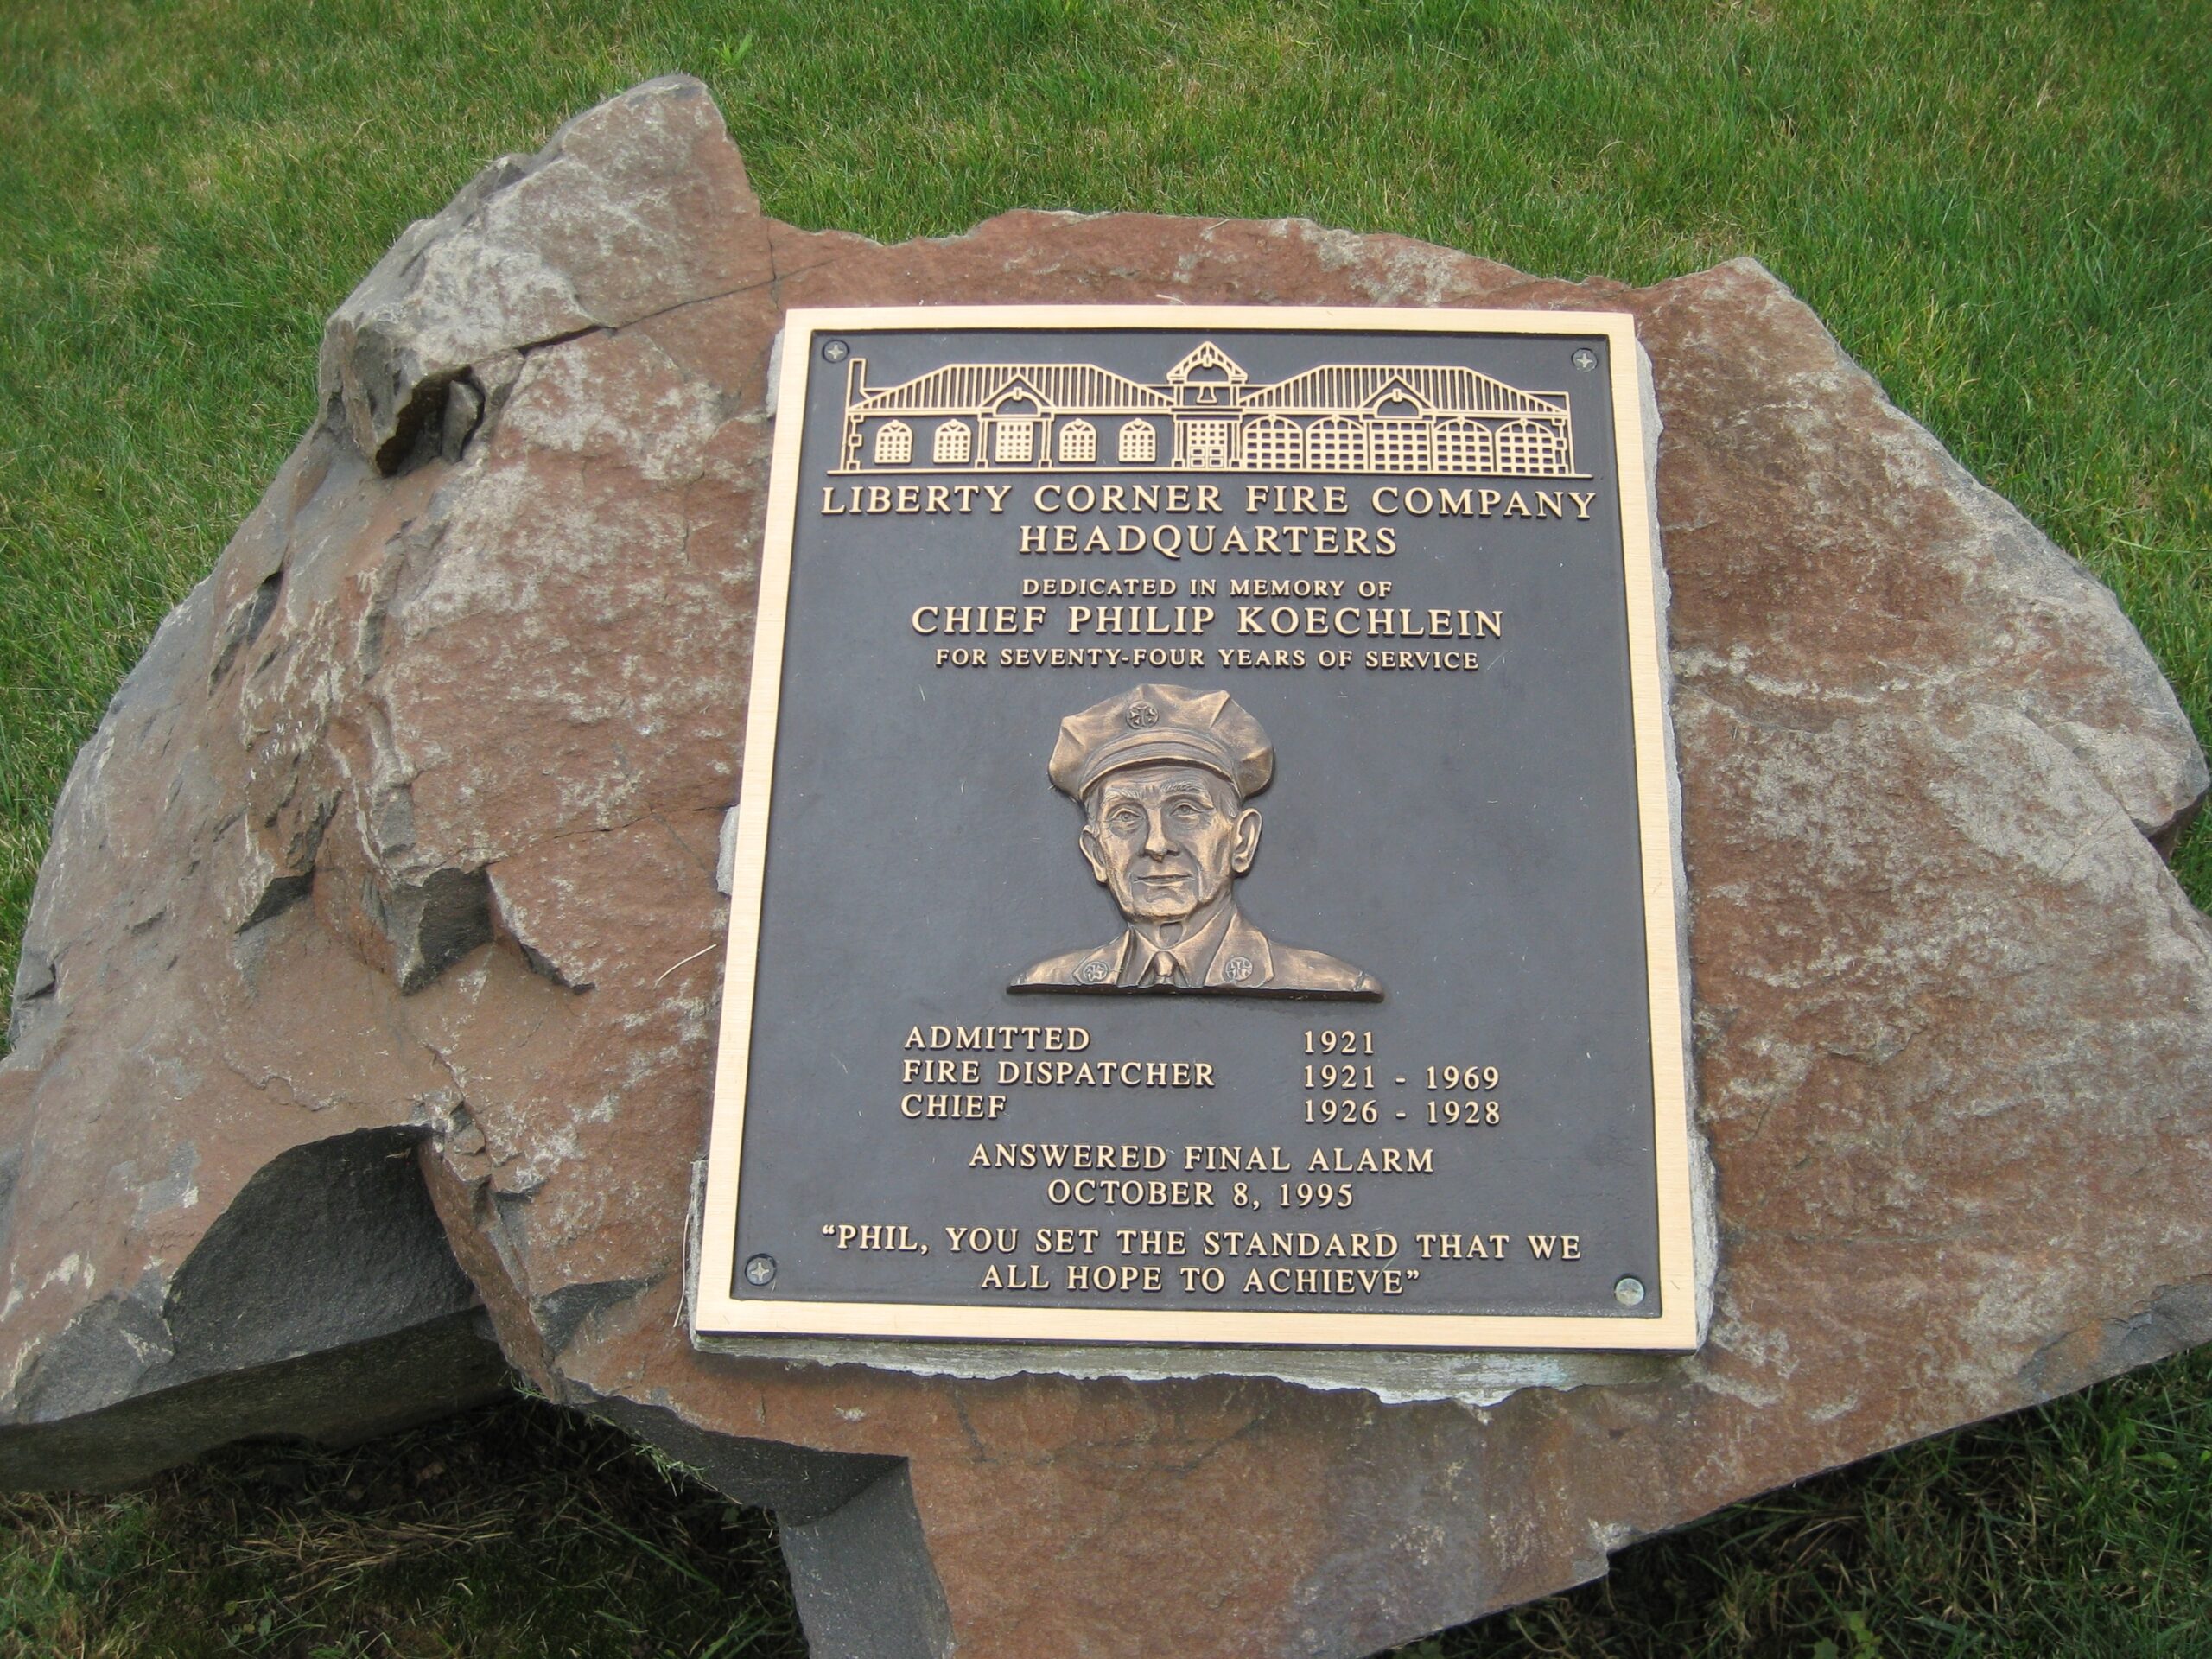 LIBERTY CORNER FIRE COMPANY
HEADQUARTERS
DEDICATED IN MEMORY OF
CHIEF PHILIP KOECHLEIN
FOR SEVENTY-FOUR YEARS OF SERVICE
ADMITTED 1921
FIRE DISPATCHER 1921 - 1969
CHIEF 1926 - 1928
ANSWERED FINAL ALARM
OCTOBER 8, 1995
“PHIL, YOU SET THE STANDARD THAT WE
ALL HOPE TO ACHIEVE”